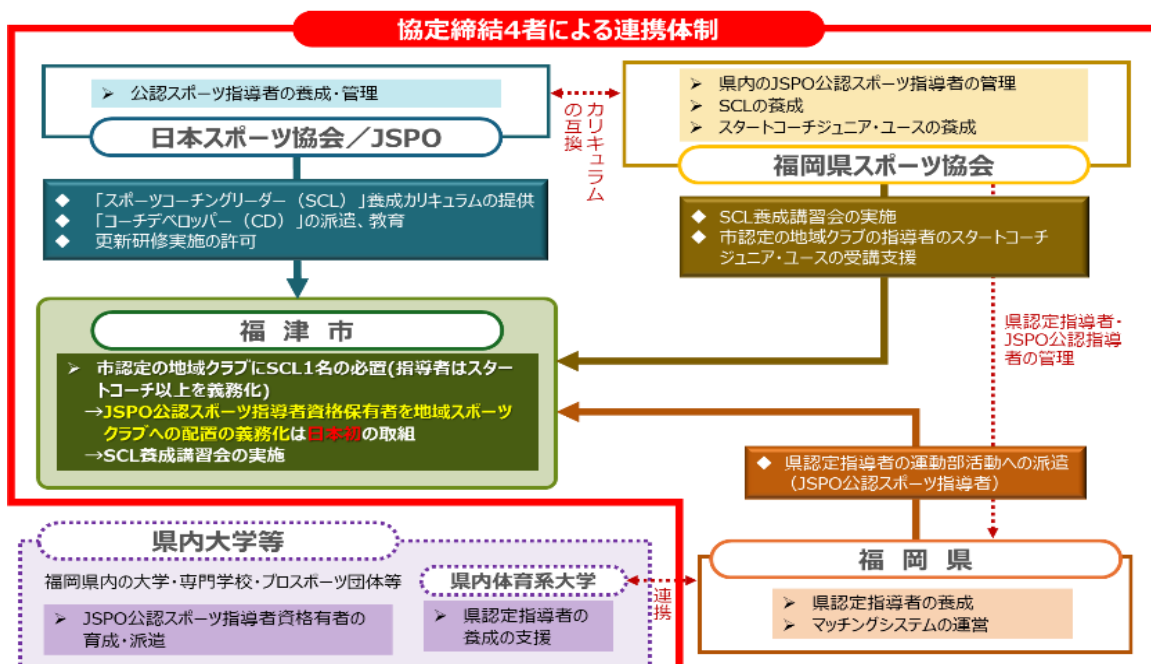 協定締結4者による連携体制
➢ 公認スポーツ指導者の養成・管理
日本スポーツ協会/JSPO
カリキュラム
の互換
➢ 県内のJSPO公認スポーツ指導者の管理
➢ SCLの養成
➢ スタートコーチジュニア・ユースの養成
福岡県スポーツ協会
◆ 「スポーツコーチングリーダー(SCL)」養成カリキュラムの提供
◆ 「コーチデベロッパー(CD)」の派遣、教育
◆ 更新研修実施の許可
◆ SCL養成講習会の実施
◆ 市認定の地域クラブの指導者のスタートコーチ
ジュニア・ユースの受講支援
福津市
➢ 市認定の地域クラブにSCL1名の必置(指導者はスター
トコーチ以上を義務化)
→JSPO公認スポーツ指導者資格保有者を地域スポーツ
クラブへの配置の義務化は日本初の取組
→SCL養成講習会の実施
県認定指導者・
JSPO公認指導
者の管理
◆ 県認定指導者の運動部活動への派遣
(JSPO公認スポーツ指導者)
県内大学等
福岡県内の大学・専門学校・プロスポーツ団体等
➢ JSPO公認スポーツ指導者資格有者の
育成・派遣
県内体育系大学
➢ 県認定指導者の
養成の支援
連携
福岡県
➢ 県認定指導者の養成
➢ マッチングシステムの運営